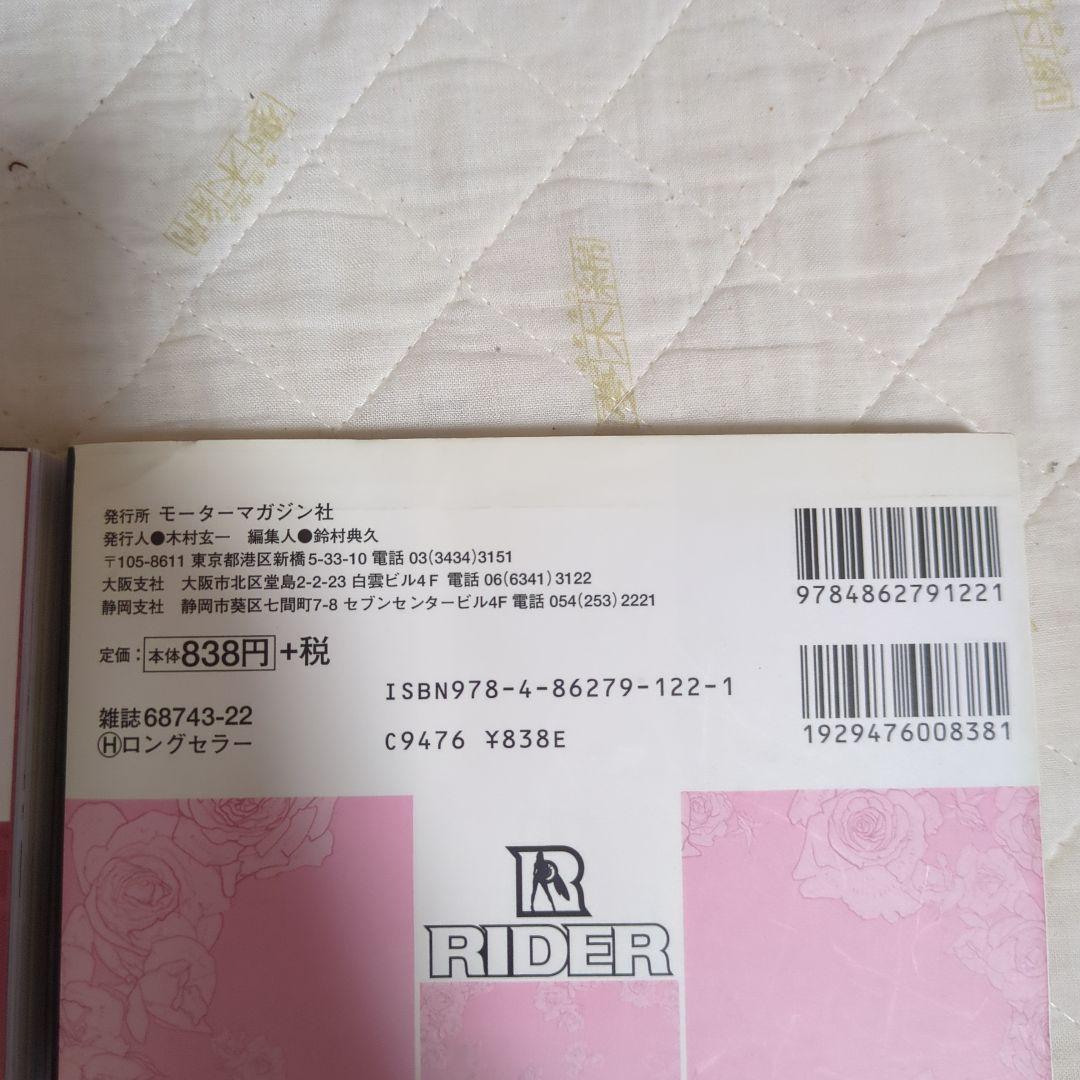 発行所 モーターマガジン社
発行人●木村玄一 編集人●鈴村典久
〒105-8611 東京都港区新橋5-33-10 電話 03(3434)3151
大阪支社 大阪市北区堂島2-2-23 白雲ビル4F 電話 06(6341)3122
静岡支社 静岡市葵区七間町7-8 セブンセンタービル4F 電話 054(253)2221
定価：本体838円+税
雑誌68743-22
Ⓗロングセラー
ISBN978-4-86279-122-1
C9476 ¥838E
9784862791221
1929476008381
R
RIDER